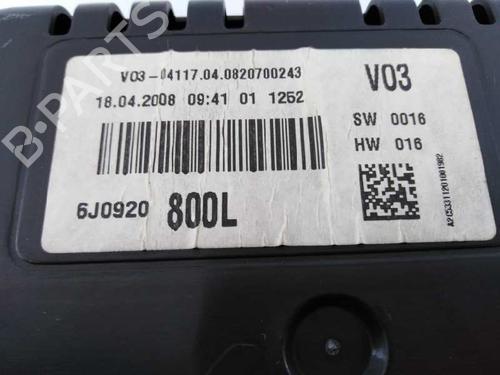 V03-04117.04.0820700243
18.04.2008 09:41 01 1252
6J0920 800L
V03
SW 0016
HW 016
A2C53311201001982
B-PARTS